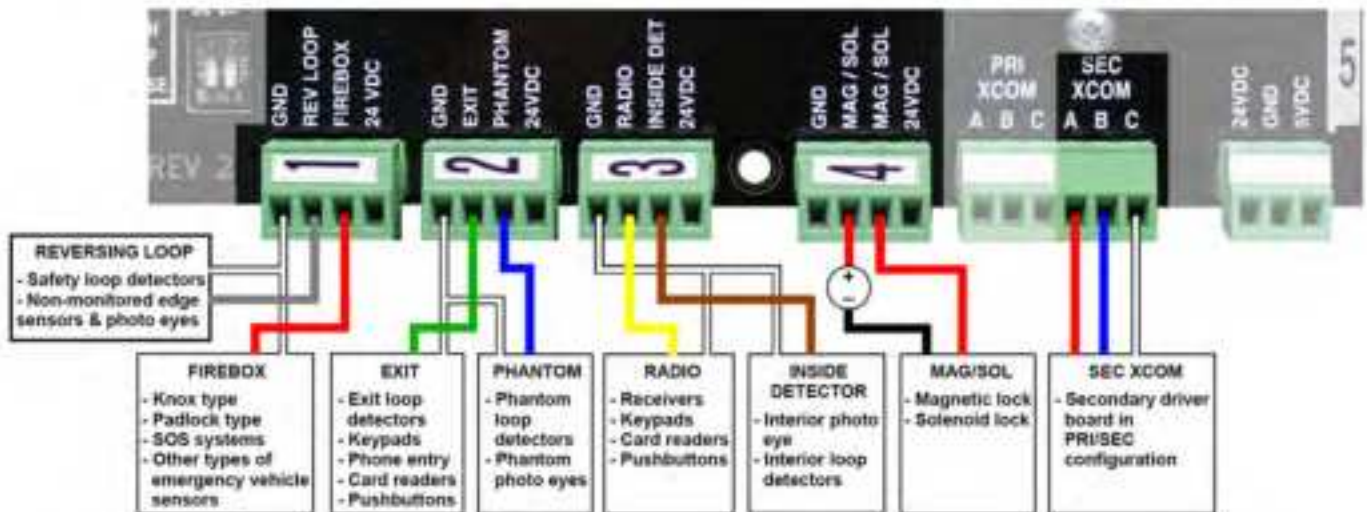 GND
REV LOOP
FIREBOX
24 VDC
GND
EXIT
PHANTOM
24VDC
GND
RADIO
INSIDE DET
24VDC
GND
MAG / SOL
MAG / SOL
24VDC
PRI
XCOM
A B C
SEC
XCOM
A B C
24VDC
GND
5VDC
5
REV 2
1
2
3
4
REVERSING LOOP
- Safety loop detectors
- Non-monitored edge
sensors & photo eyes
+
−
FIREBOX
- Knox type
- Padlock type
- SOS systems
- Other types of
emergency vehicle
sensors
EXIT
- Exit loop
detectors
- Keypads
- Phone entry
- Card readers
- Pushbuttons
PHANTOM
- Phantom
loop
detectors
- Phantom
photo eyes
RADIO
- Receivers
- Keypads
- Card readers
- Pushbuttons
INSIDE
DETECTOR
- Interior photo
eye
- Interior loop
detectors
MAG/SOL
- Magnetic lock
- Solenoid lock
SEC XCOM
- Secondary driver
board in
PRI/SEC
configuration